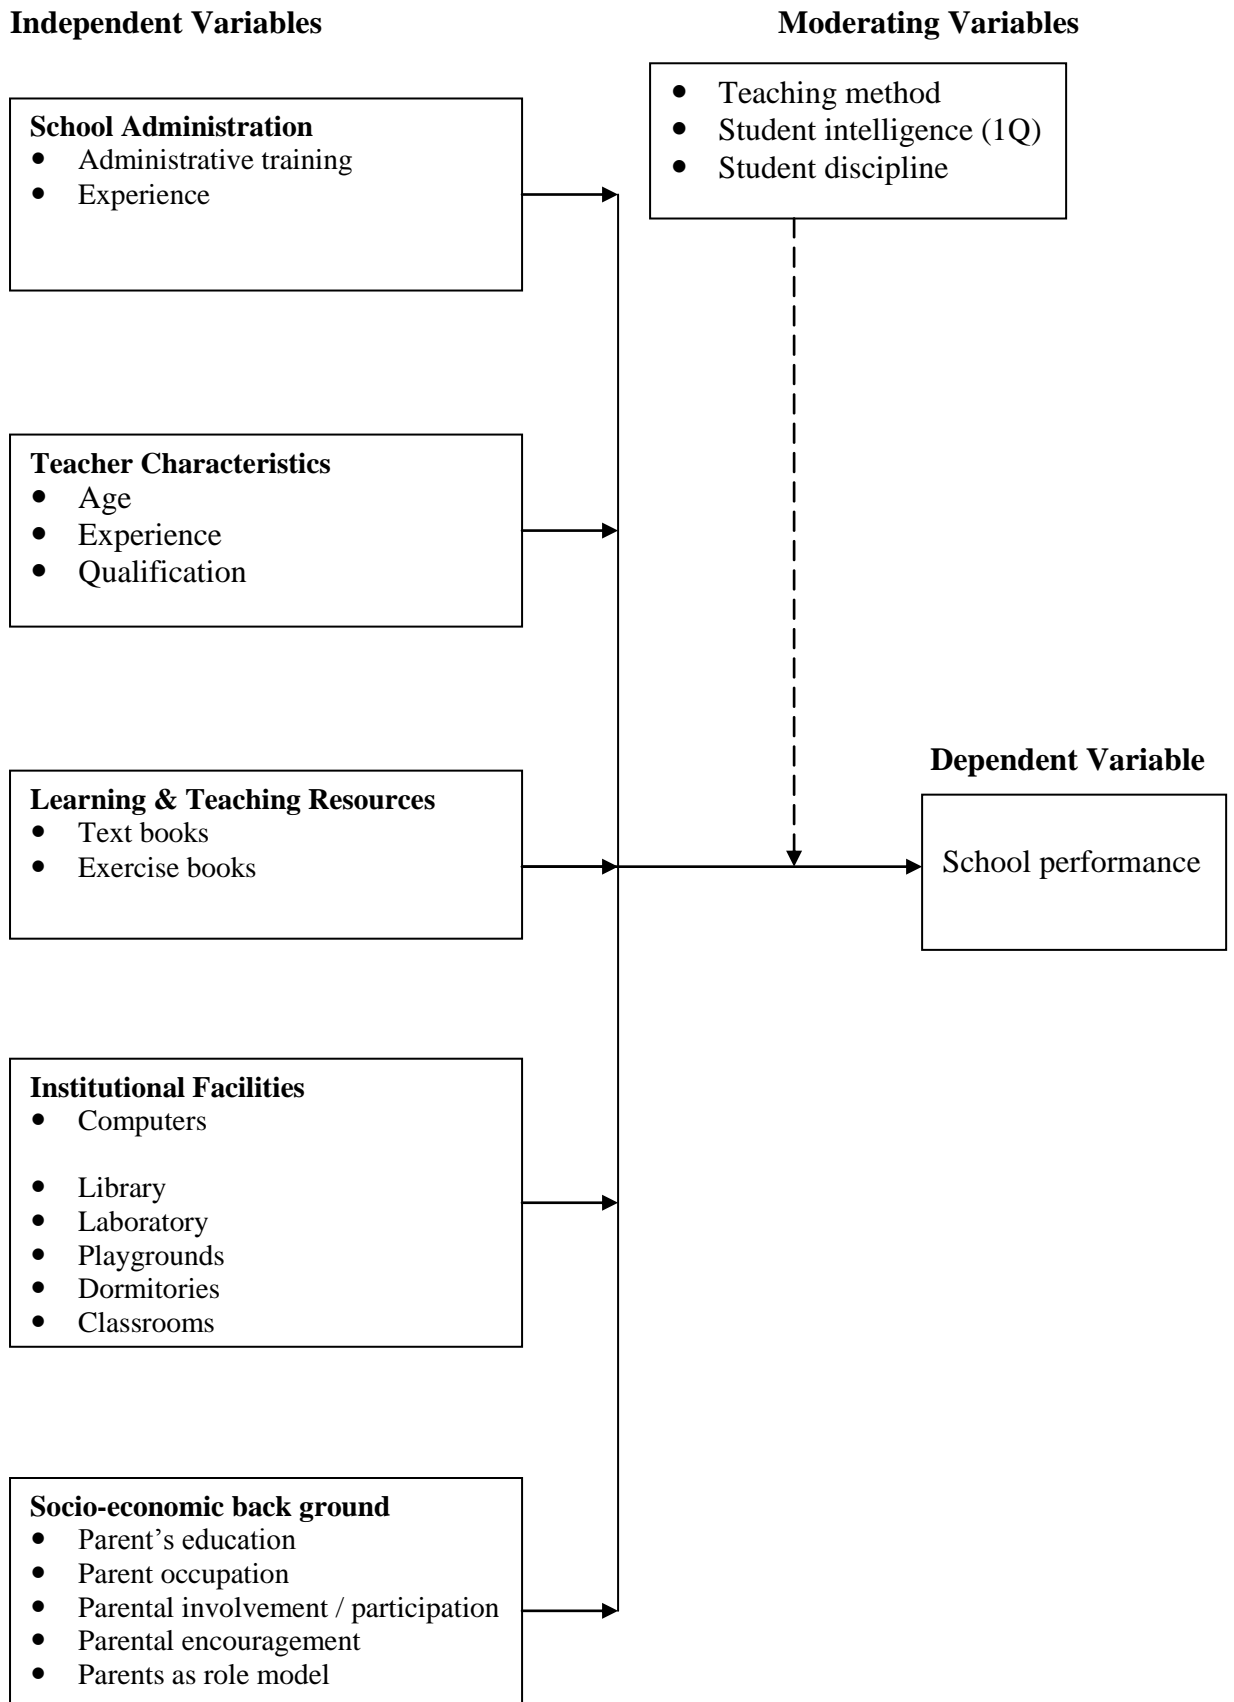 Independent Variables
Moderating Variables
School Administration
• Administrative training
• Experience
• Teaching method
• Student intelligence (1Q)
• Student discipline
Teacher Characteristics
• Age
• Experience
• Qualification
Learning & Teaching Resources
• Text books
• Exercise books
Dependent Variable
School performance
Institutional Facilities
• Computers
• Library
• Laboratory
• Playgrounds
• Dormitories
• Classrooms
Socio-economic back ground
• Parent’s education
• Parent occupation
• Parental involvement / participation
• Parental encouragement
• Parents as role model